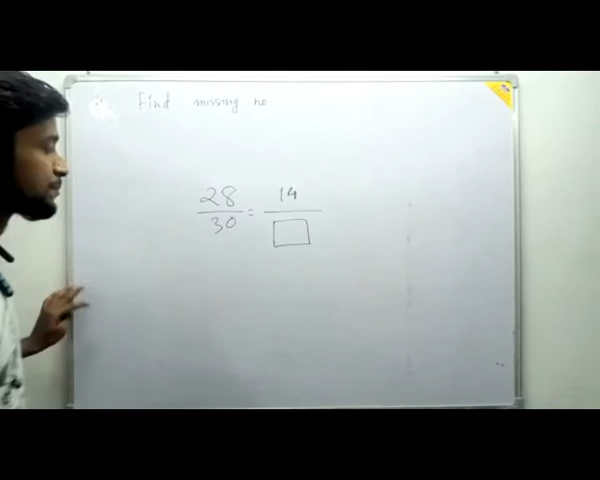 Find missing no
28/30 = 14/□